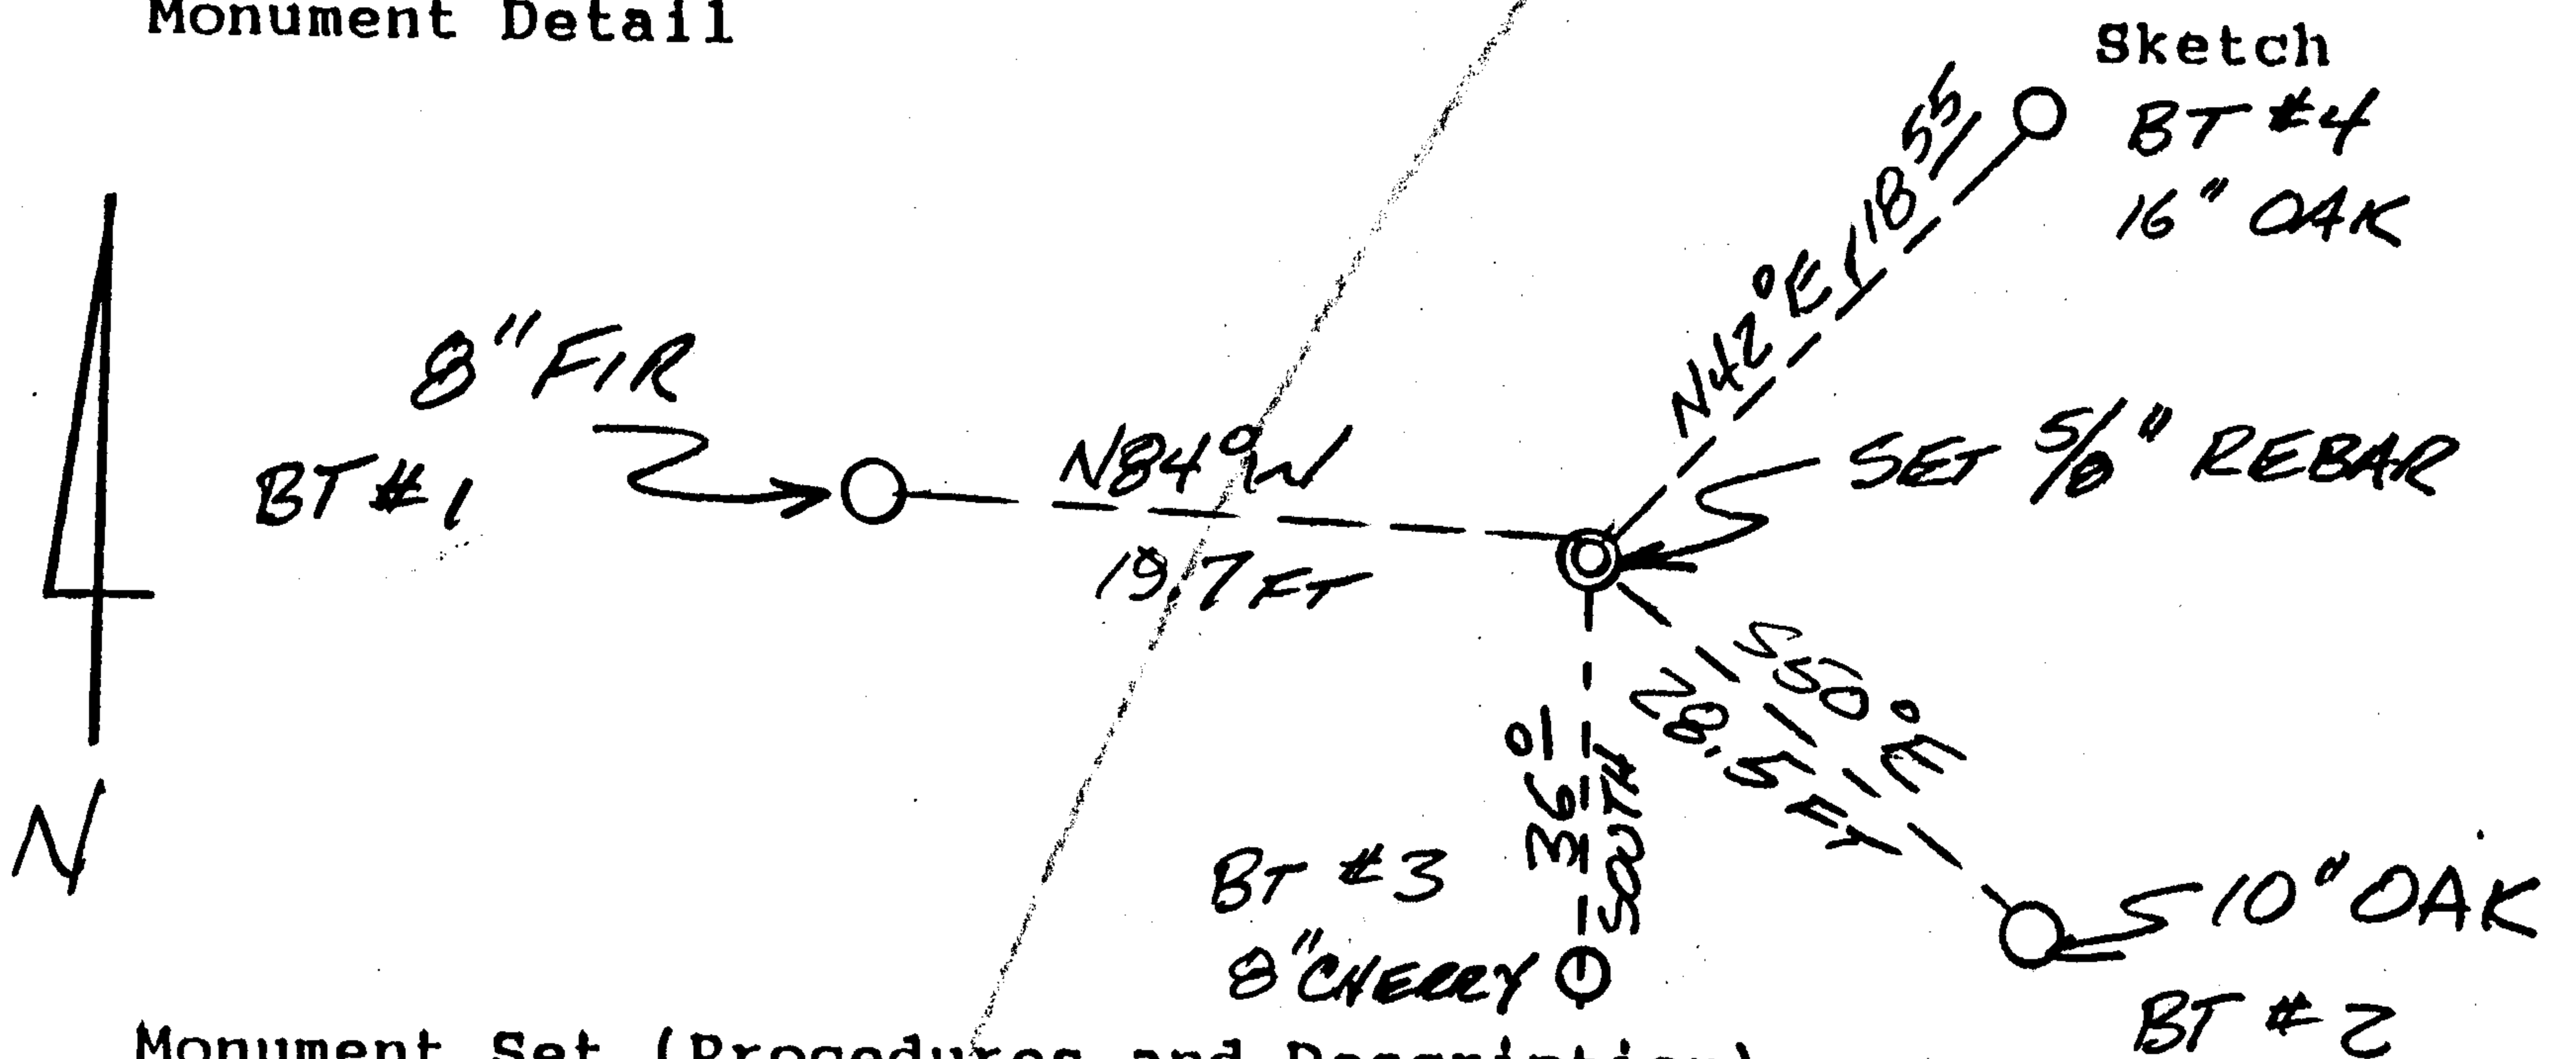 Monument Detail
Sketch
BT #4
16" OAK
N42°E 18 55
8" FIR
BT #1
N84°W
19.7 FT
SET 5/8" REBAR
S50°E
28.5 FT
36 0
SOUTH
BT #3
8" CHERRY
10" OAK
BT #2
N
Monument Set (Procedures and Description)